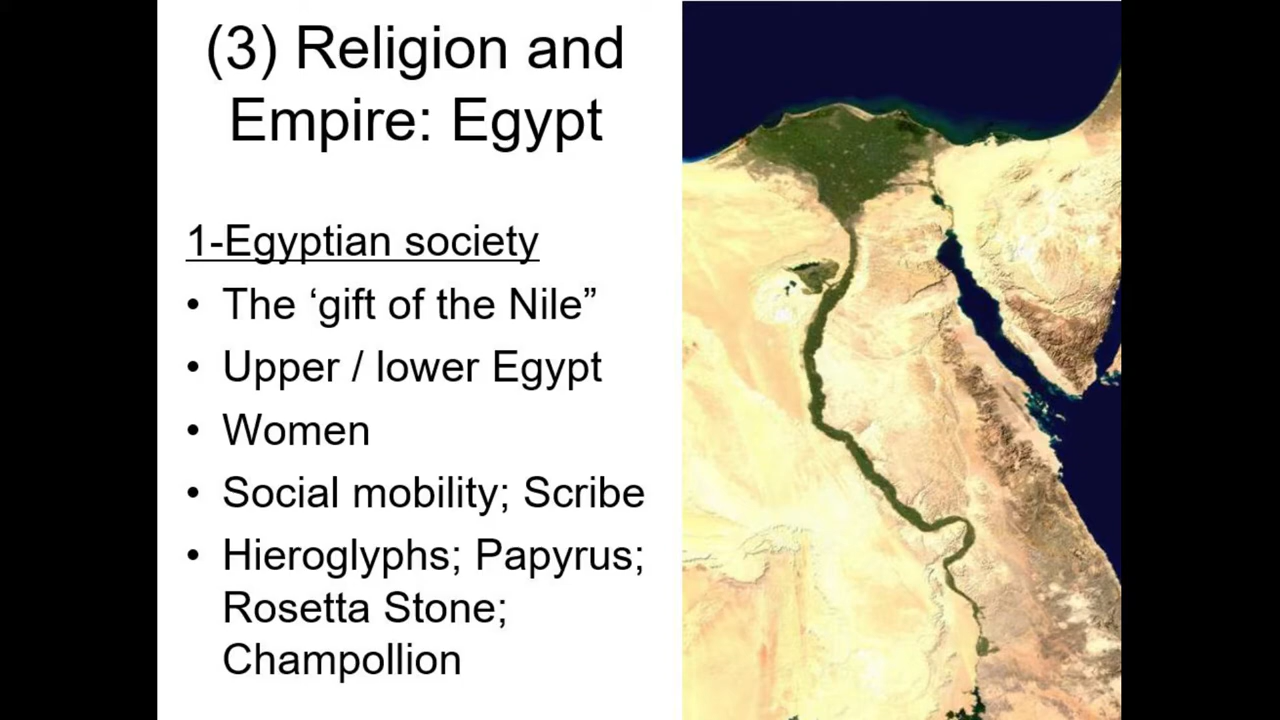 (3) Religion and
Empire: Egypt
1-Egyptian society
• The ‘gift of the Nile”
• Upper / lower Egypt
• Women
• Social mobility; Scribe
• Hieroglyphs; Papyrus;
Rosetta Stone;
Champollion